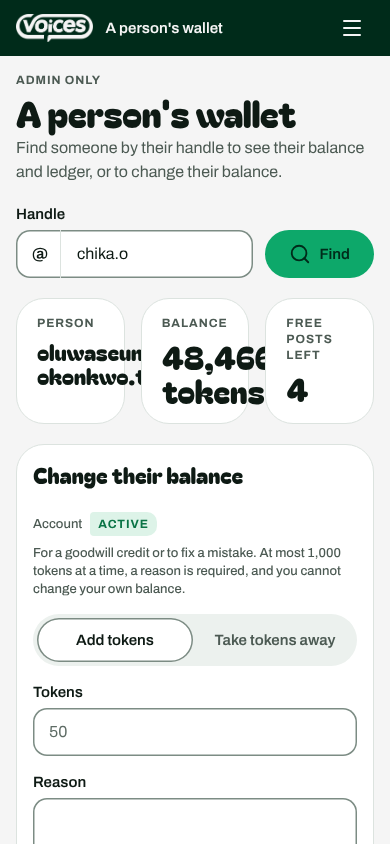 voices
A person's wallet
ADMIN ONLY
A person's wallet
Find someone by their handle to see their balance
and ledger, or to change their balance.
Handle
@ chika.o
Find
PERSON
oluwaseun
okonkwo.t
BALANCE
48,466
tokens
FREE
POSTS
LEFT
4
Change their balance
Account ACTIVE
For a goodwill credit or to fix a mistake. At most 1,000
tokens at a time, a reason is required, and you cannot
change your own balance.
Add tokens
Take tokens away
Tokens
50
Reason